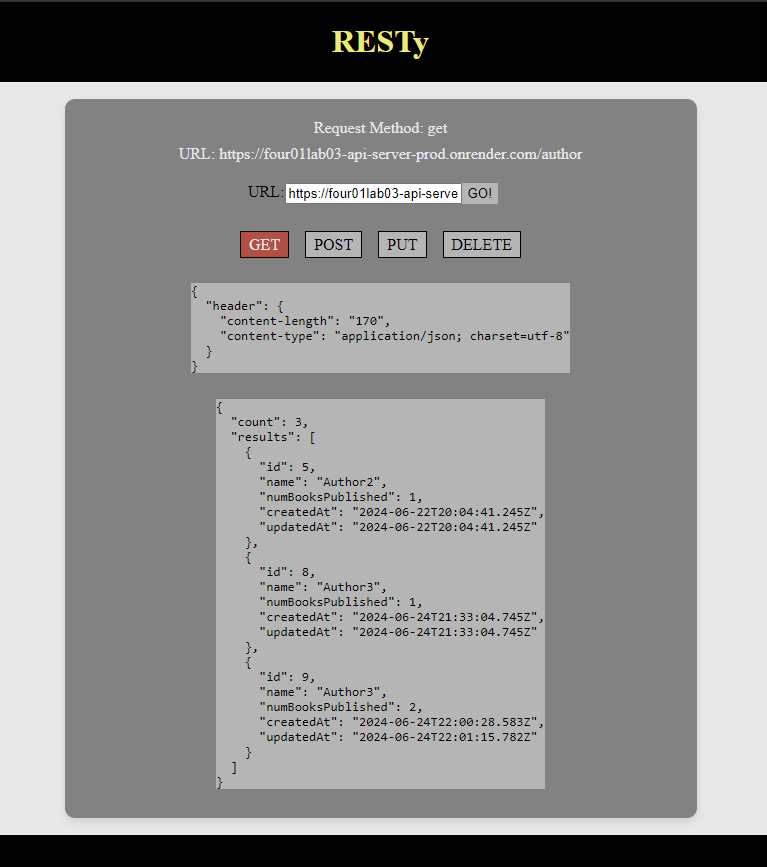 RESTy
Request Method: get
URL: https://four01lab03-api-server-prod.onrender.com/author
URL: https://four01lab03-api-serve GO!
GET POST PUT DELETE
{
  "header": {
    "content-length": "170",
    "content-type": "application/json; charset=utf-8"
  }
}
{
  "count": 3,
  "results": [
    {
      "id": 5,
      "name": "Author2",
      "numBooksPublished": 1,
      "createdAt": "2024-06-22T20:04:41.245Z",
      "updatedAt": "2024-06-22T20:04:41.245Z"
    },
    {
      "id": 8,
      "name": "Author3",
      "numBooksPublished": 1,
      "createdAt": "2024-06-24T21:33:04.745Z",
      "updatedAt": "2024-06-24T21:33:04.745Z"
    },
    {
      "id": 9,
      "name": "Author3",
      "numBooksPublished": 2,
      "createdAt": "2024-06-24T22:00:28.583Z",
      "updatedAt": "2024-06-24T22:01:15.782Z"
    }
  ]
}